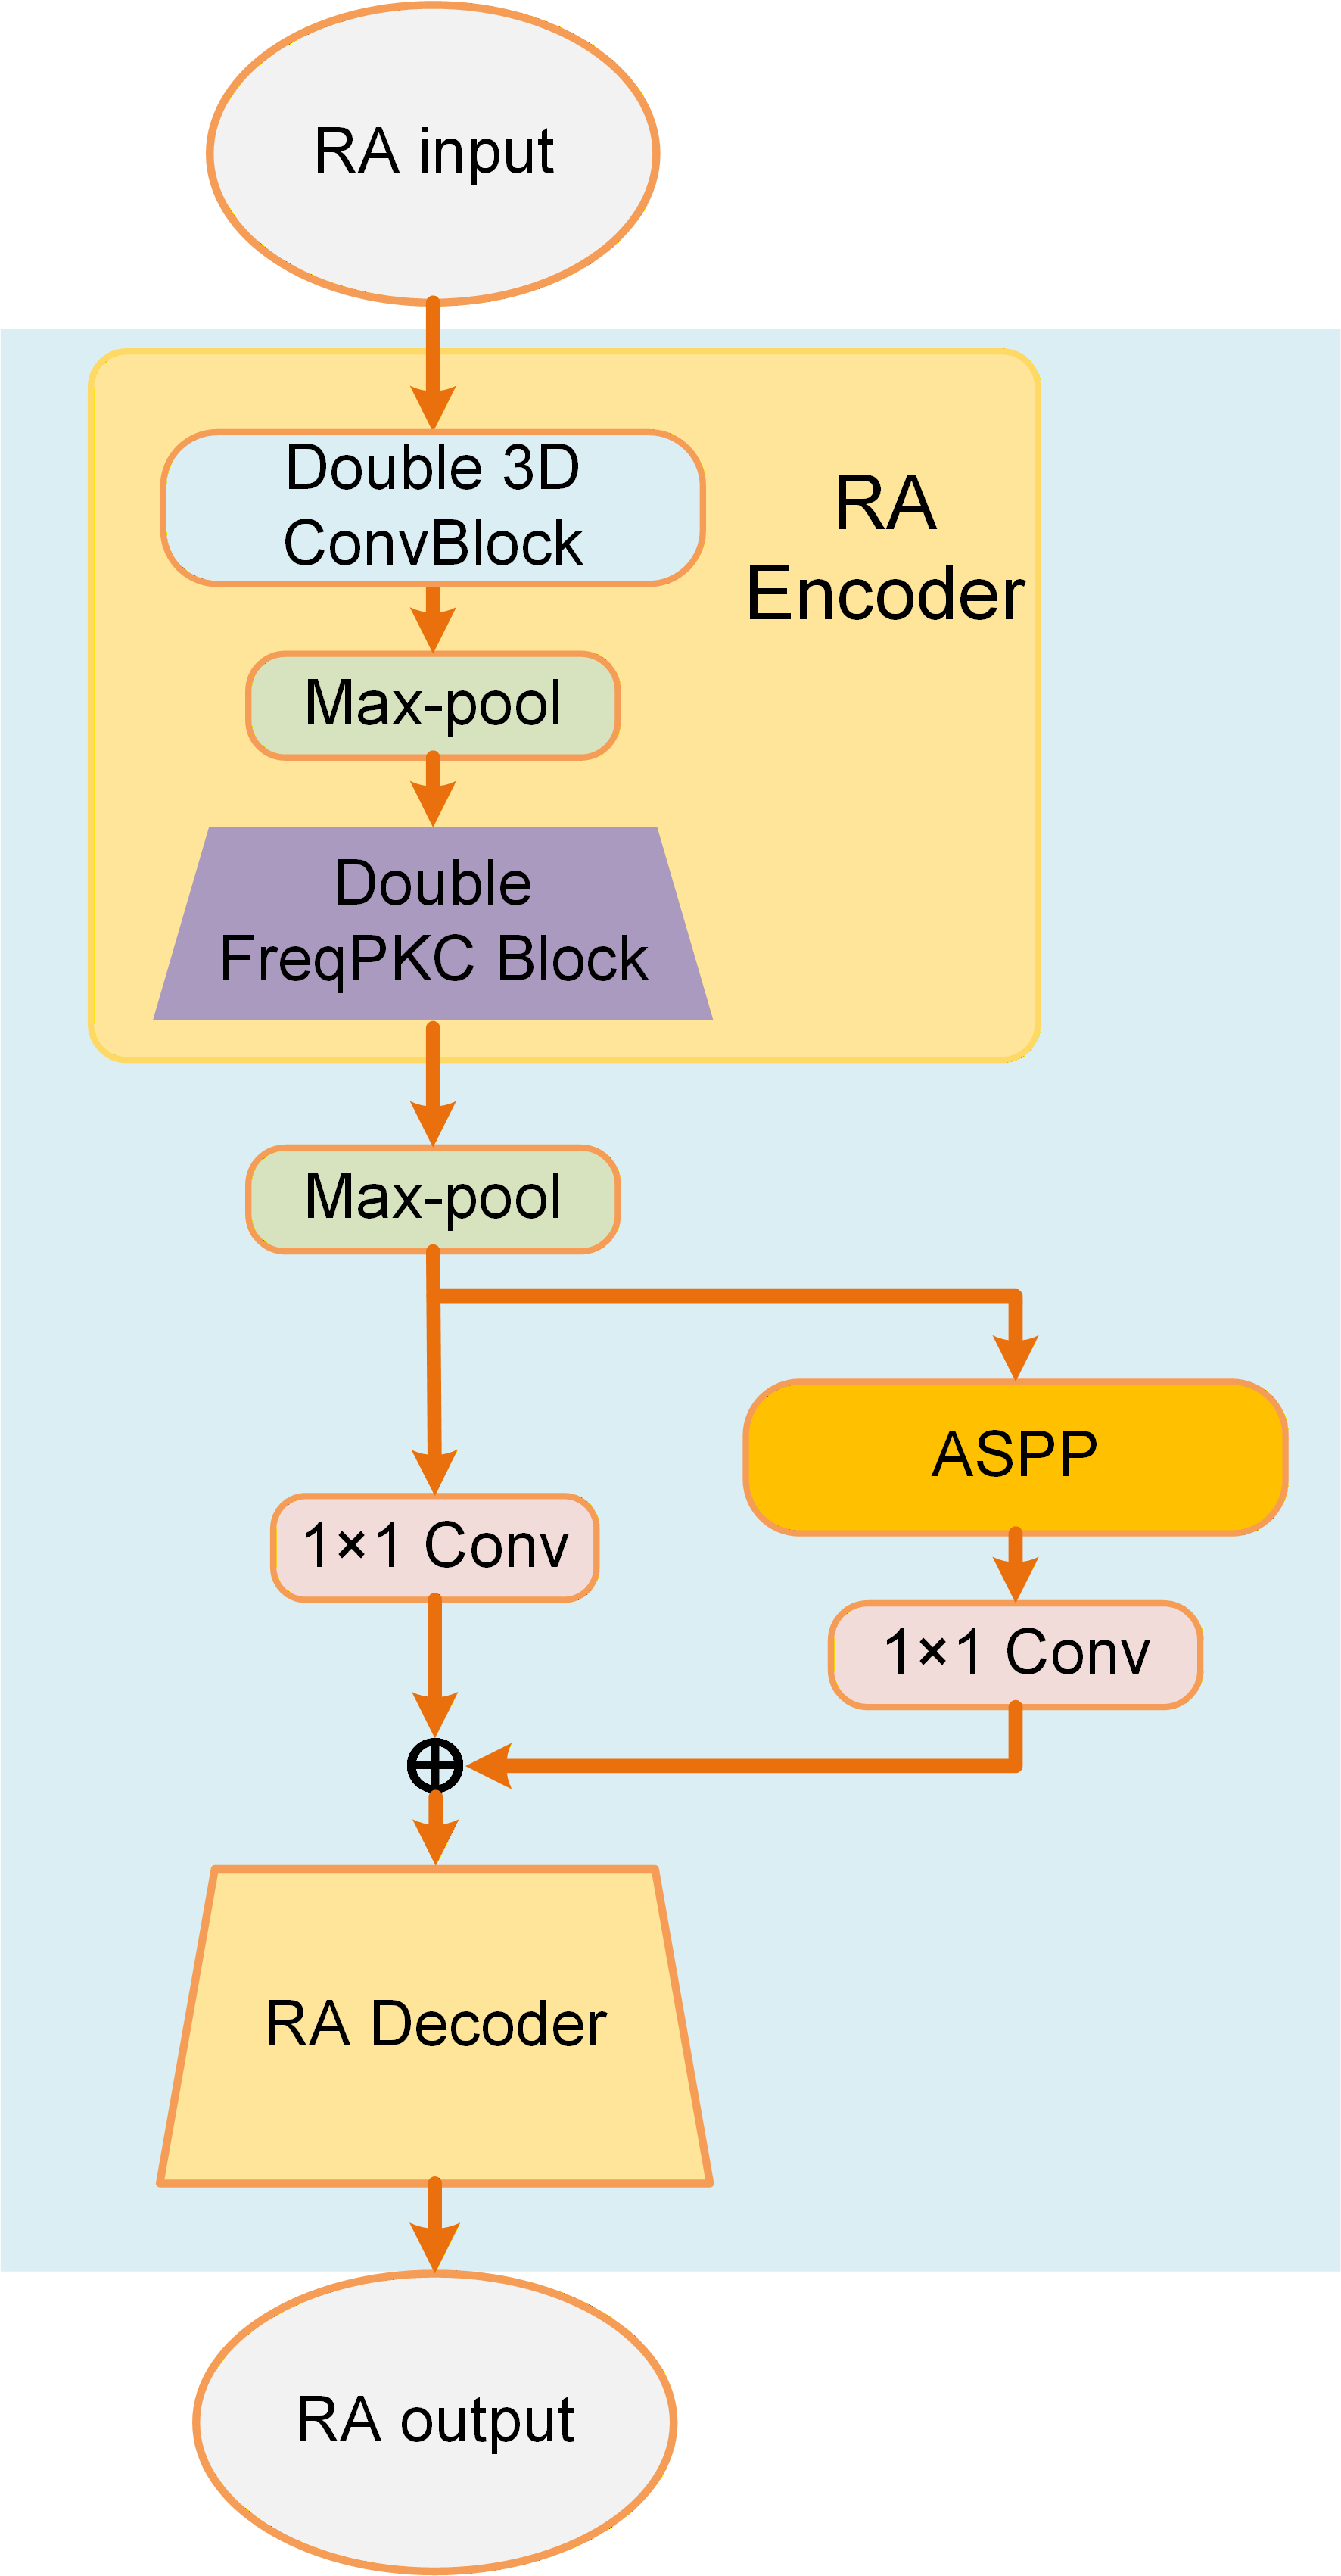 RA input
Double 3D
ConvBlock
RA
Encoder
Max-pool
Double
FreqPKC Block
Max-pool
ASPP
1×1 Conv
1×1 Conv
RA Decoder
RA output